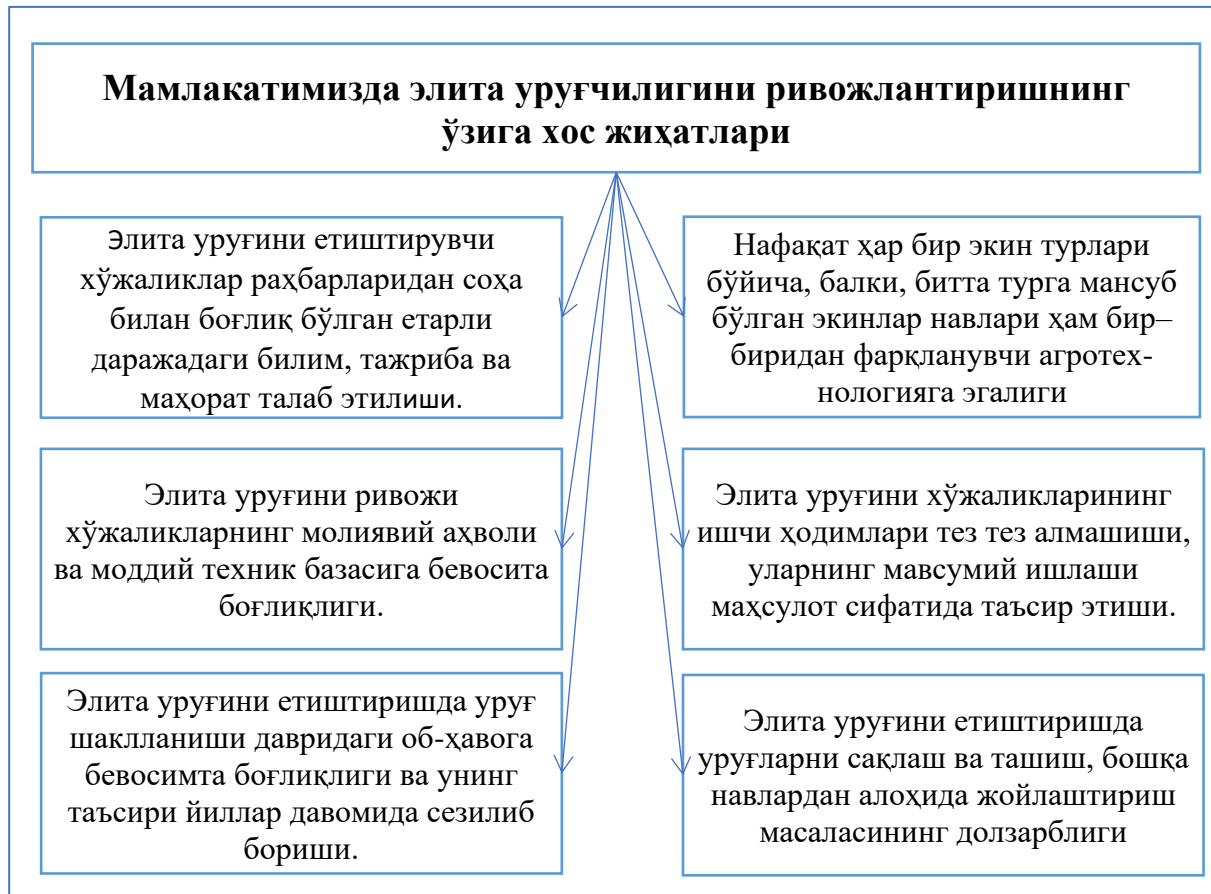 Мамлакатимизда элита уруғчилигини ривожлантиришнинг
ўзига хос жиҳатлари
Элита уруғини етиштирувчи
хўжаликлар раҳбарларидан соҳа
билан боғлиқ бўлган етарли
даражадаги билим, тажриба ва
маҳорат талаб этилиши.
Нафақат ҳар бир экин турлари
бўйича, балки, битта турга мансуб
бўлган экинлар навлари ҳам бир–
биридан фарқланувчи агротех-
нологияга эгалиги
Элита уруғини ривожи
хўжаликларнинг молиявий аҳволи
ва моддий техник базасига бевосита
боғлиқлиги.
Элита уруғини хўжаликларининг
ишчи ҳодимлари тез тез алмашиши,
уларнинг мавсумий ишлаши
маҳсулот сифатида таъсир этиши.
Элита уруғини етиштиришда уруғ
шаклланиши давридаги об-ҳавога
бевосимта боғлиқлиги ва унинг
таъсири йиллар давомида сезилиб
бориши.
Элита уруғини етиштиришда
уруғларни сақлаш ва ташиш, бошқа
навлардан алоҳида жойлаштириш
масаласининг долзарблиги